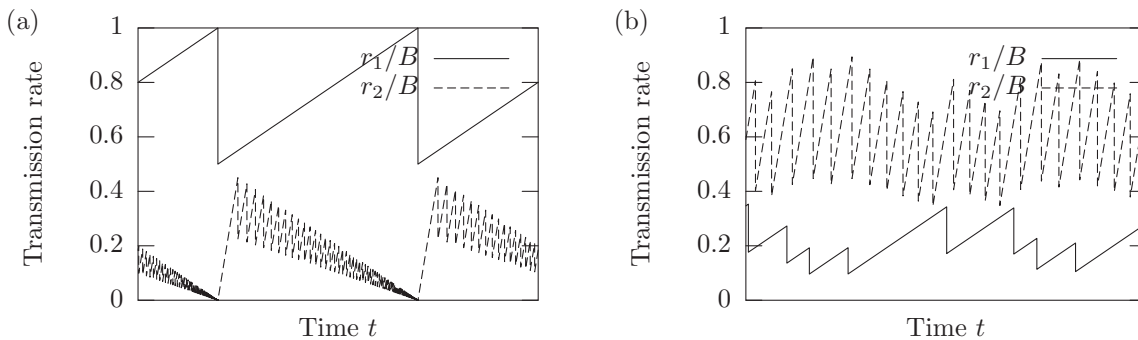 (a)
Transmission rate
1
0.8
0.6
0.4
0.2
0
r₁/B
r₂/B
Time t
(b)
Transmission rate
1
0.8
0.6
0.4
0.2
0
r₁/B
r₂/B
Time t